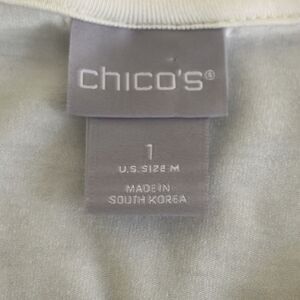 chico's®
1
U.S. SIZE M
MADE IN
SOUTH KOREA